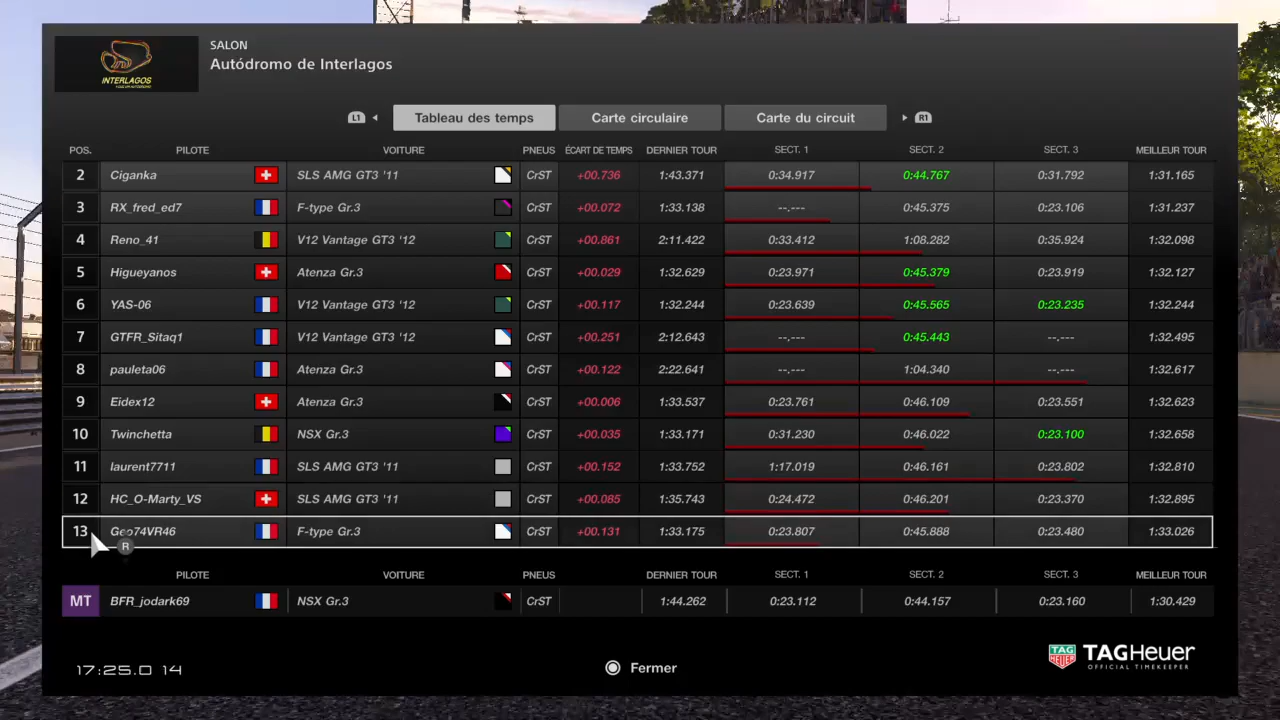 INTERLAGOS
SALON
Autódromo de Interlagos
L1 Tableau des temps Carte circulaire Carte du circuit R1
POS. PILOTE VOITURE PNEUS ÉCART DE TEMPS DERNIER TOUR SECT. 1 SECT. 2 SECT. 3 MEILLEUR TOUR
2 Ciganka SLS AMG GT3 '11 CrST +00.736 1:43.371 0:34.917 0:44.767 0:31.792 1:31.165
3 RX_fred_ed7 F-type Gr.3 CrST +00.072 1:33.138 --.--- 0:45.375 0:23.106 1:31.237
4 Reno_41 V12 Vantage GT3 '12 CrST +00.861 2:11.422 0:33.412 1:08.282 0:35.924 1:32.098
5 Higueyanos Atenza Gr.3 CrST +00.029 1:32.629 0:23.971 0:45.379 0:23.919 1:32.127
6 YAS-06 V12 Vantage GT3 '12 CrST +00.117 1:32.244 0:23.639 0:45.565 0:23.235 1:32.244
7 GTFR_Sitaq1 V12 Vantage GT3 '12 CrST +00.251 2:12.643 --.--- 0:45.443 --.--- 1:32.495
8 pauleta06 Atenza Gr.3 CrST +00.122 2:22.641 --.--- 1:04.340 --.--- 1:32.617
9 Eidex12 Atenza Gr.3 CrST +00.006 1:33.537 0:23.761 0:46.109 0:23.551 1:32.623
10 Twinchetta NSX Gr.3 CrST +00.035 1:33.171 0:31.230 0:46.022 0:23.100 1:32.658
11 laurent7711 SLS AMG GT3 '11 CrST +00.152 1:33.752 1:17.019 0:46.161 0:23.802 1:32.810
12 HC_O-Marty_VS SLS AMG GT3 '11 CrST +00.085 1:35.743 0:24.472 0:46.201 0:23.370 1:32.895
13 Geo74VR46 F-type Gr.3 CrST +00.131 1:33.175 0:23.807 0:45.888 0:23.480 1:33.026
R
PILOTE VOITURE PNEUS DERNIER TOUR SECT. 1 SECT. 2 SECT. 3 MEILLEUR TOUR
MT BFR_jodark69 NSX Gr.3 CrST 1:44.262 0:23.112 0:44.157 0:23.160 1:30.429
17:25.0 14
Fermer
TAG HEUER TAGHeuer
OFFICIAL TIMEKEEPER